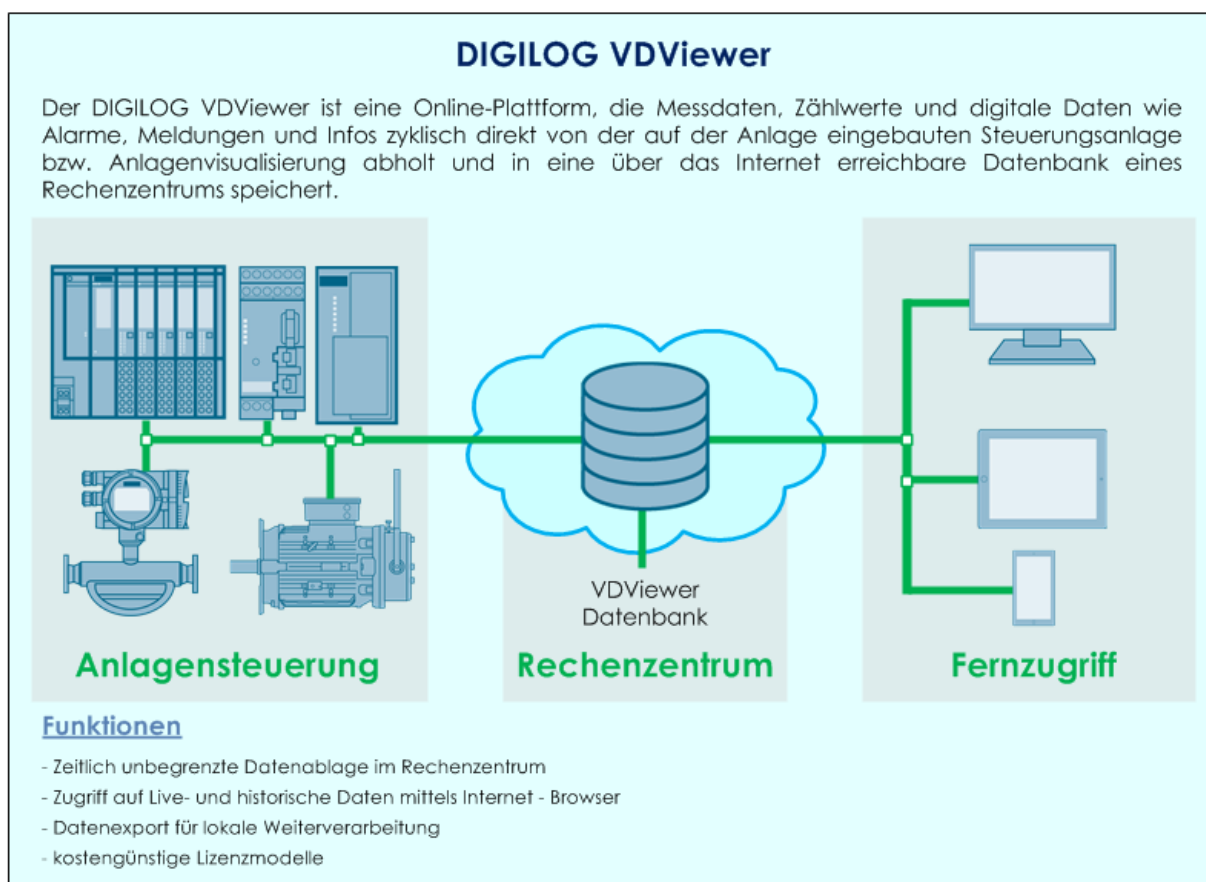 DIGILOG VDViewer
Der DIGILOG VDViewer ist eine Online-Plattform, die Messdaten, Zählwerte und digitale Daten wie
Alarme, Meldungen und Infos zyklisch direkt von der auf der Anlage eingebauten Steuerungsanlage
bzw. Anlagenvisualisierung abholt und in eine über das Internet erreichbare Datenbank eines
Rechenzentrums speichert.
VDViewer
Datenbank
Anlagensteuerung
Rechenzentrum
Fernzugriff
Funktionen
- Zeitlich unbegrenzte Datenablage im Rechenzentrum
- Zugriff auf Live- und historische Daten mittels Internet - Browser
- Datenexport für lokale Weiterverarbeitung
- kostengünstige Lizenzmodelle